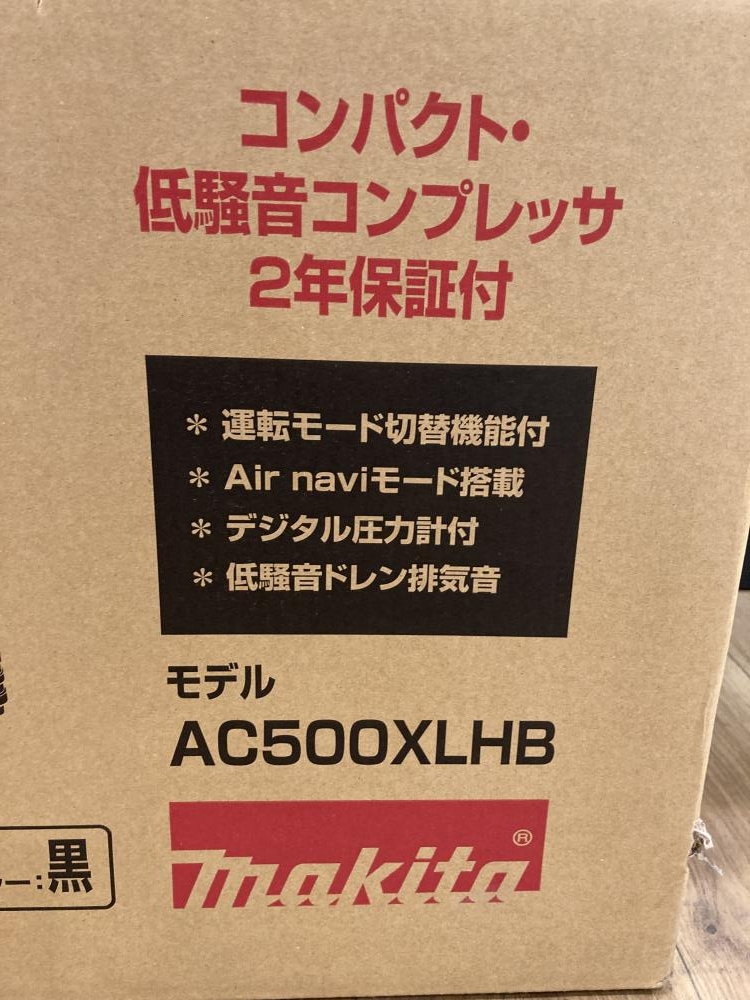 コンパクト・
低騒音コンプレッサ
2年保証付
＊ 運転モード切替機能付
＊ Air naviモード搭載
＊ デジタル圧力計付
＊ 低騒音ドレン排気音
モデル
AC500XLHB
ー:黒
makita®